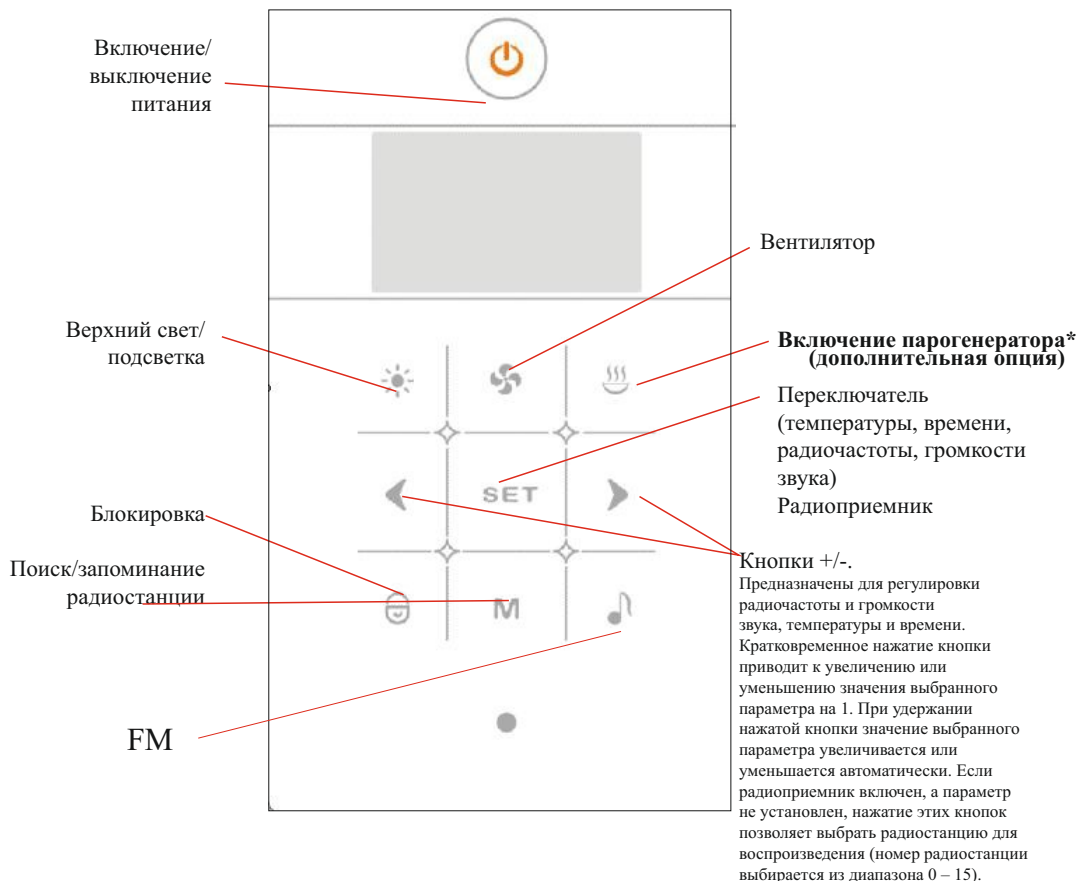 Включение/
выключение
питания
Вентилятор
Верхний свет/
подсветка
Включение парогенератора*
(дополнительная опция)
Переключатель
(температуры, времени,
радиочастоты, громкости
звука)
Радиоприемник
SET
Блокировка
Поиск/запоминание
радиостанции
M
Кнопки +/-.
Предназначены для регулировки
радиочастоты и громкости
звука, температуры и времени.
Кратковременное нажатие кнопки
приводит к увеличению или
уменьшению значения выбранного
параметра на 1. При удержании
нажатой кнопки значение выбранного
параметра увеличивается или
уменьшается автоматически. Если
радиоприемник включен, а параметр
не установлен, нажатие этих кнопок
позволяет выбрать радиостанцию для
воспроизведения (номер радиостанции
выбирается из диапазона 0 – 15).
FM